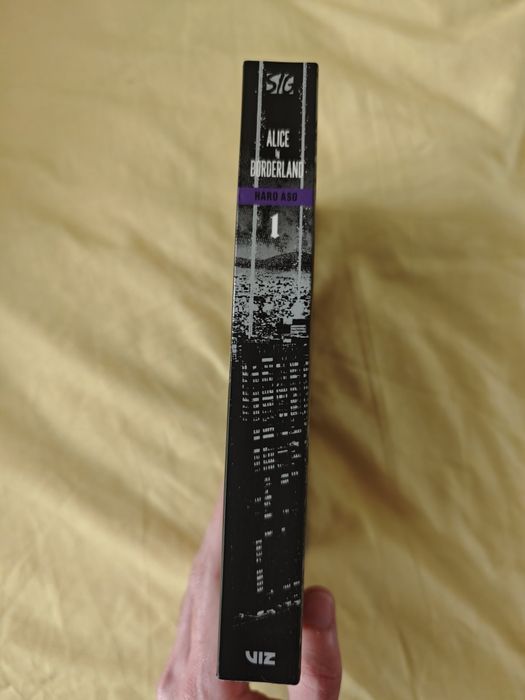 SIG
ALICE
in
BORDERLAND
HARO ASO
1
VIZ